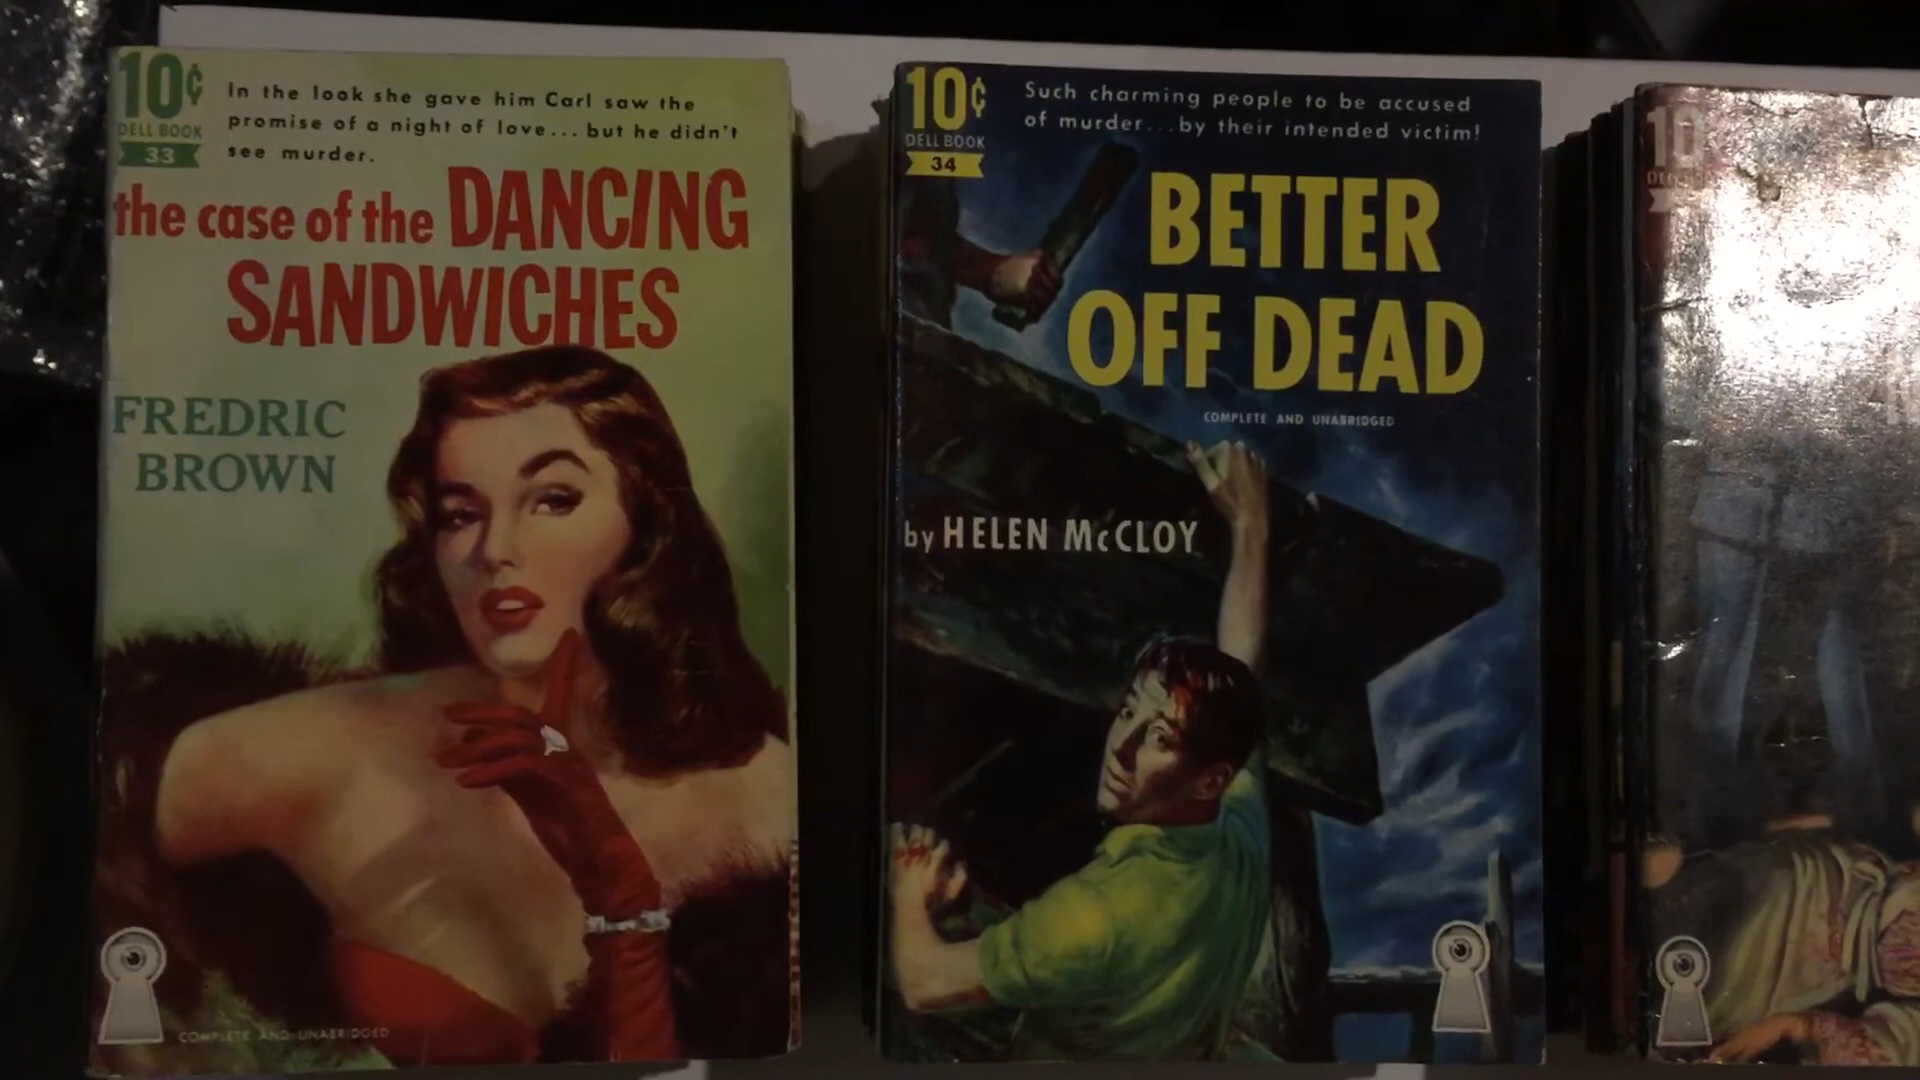 10¢
DELL BOOK
33
In the look she gave him Carl saw the
promise of a night of love... but he didn't
see murder.
the case of the DANCING
SANDWICHES
FREDRIC
BROWN
COMPLETE AND UNABRIDGED
10¢
DELL BOOK
34
Such charming people to be accused
of murder...by their intended victim!
BETTER
OFF DEAD
COMPLETE AND UNABRIDGED
by HELEN McCLOY
10